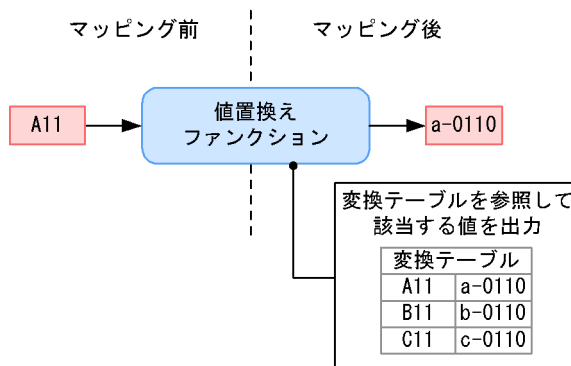 マッピング前
マッピング後
A11
値置換え
ファンクション
a-0110
変換テーブルを参照して
該当する値を出力
変換テーブル
A11 a-0110
B11 b-0110
C11 c-0110